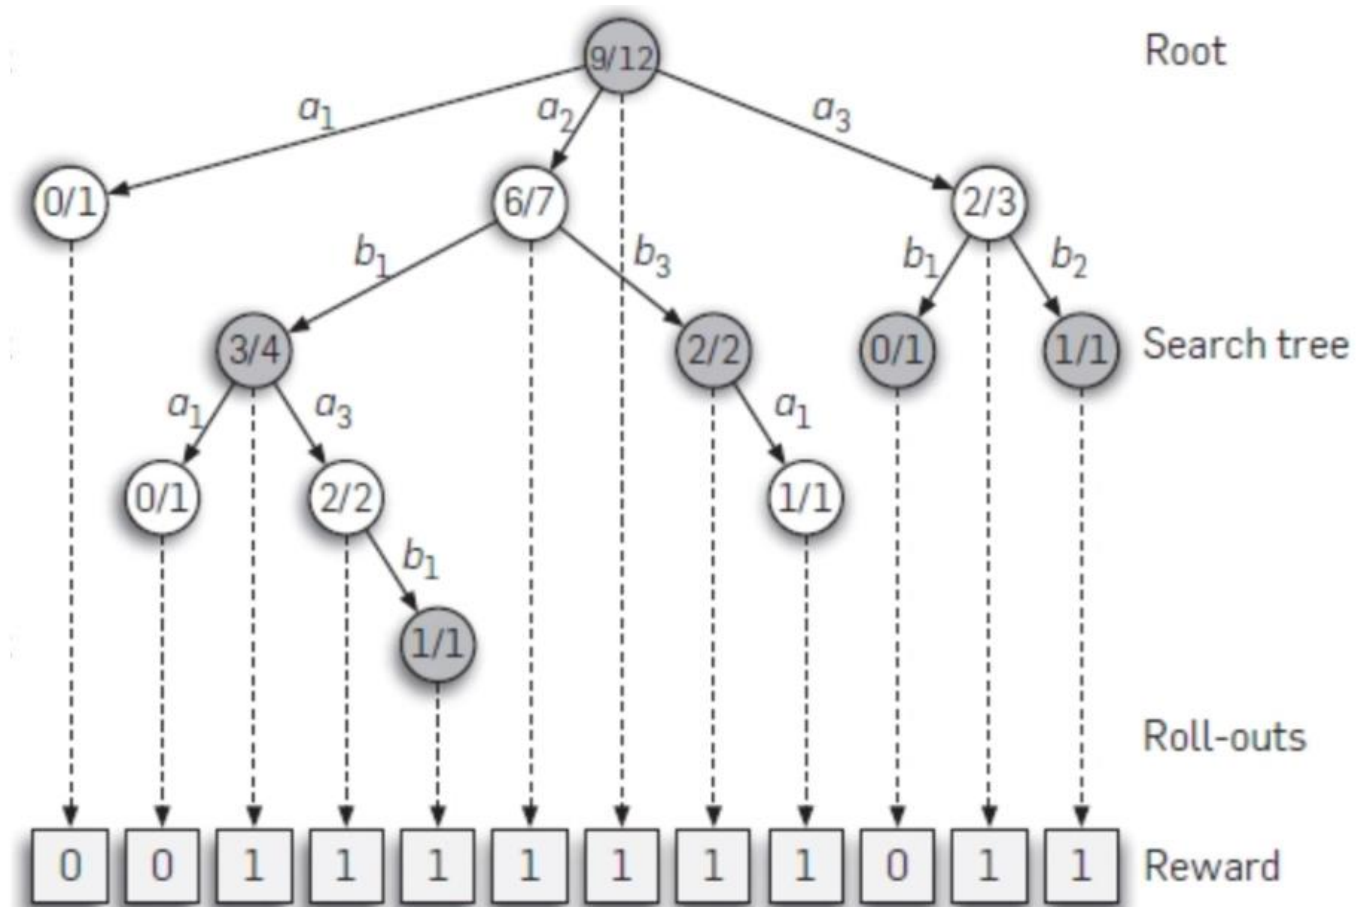 9/12 Root
a₁ a₂ a₃
0/1 6/7 2/3
b₁ b₃ b₁ b₂
3/4 2/2 0/1 1/1 Search tree
a₁ a₃ a₁
0/1 2/2 1/1
b₁
1/1
Roll-outs
0 0 1 1 1 1 1 1 1 0 1 1 Reward